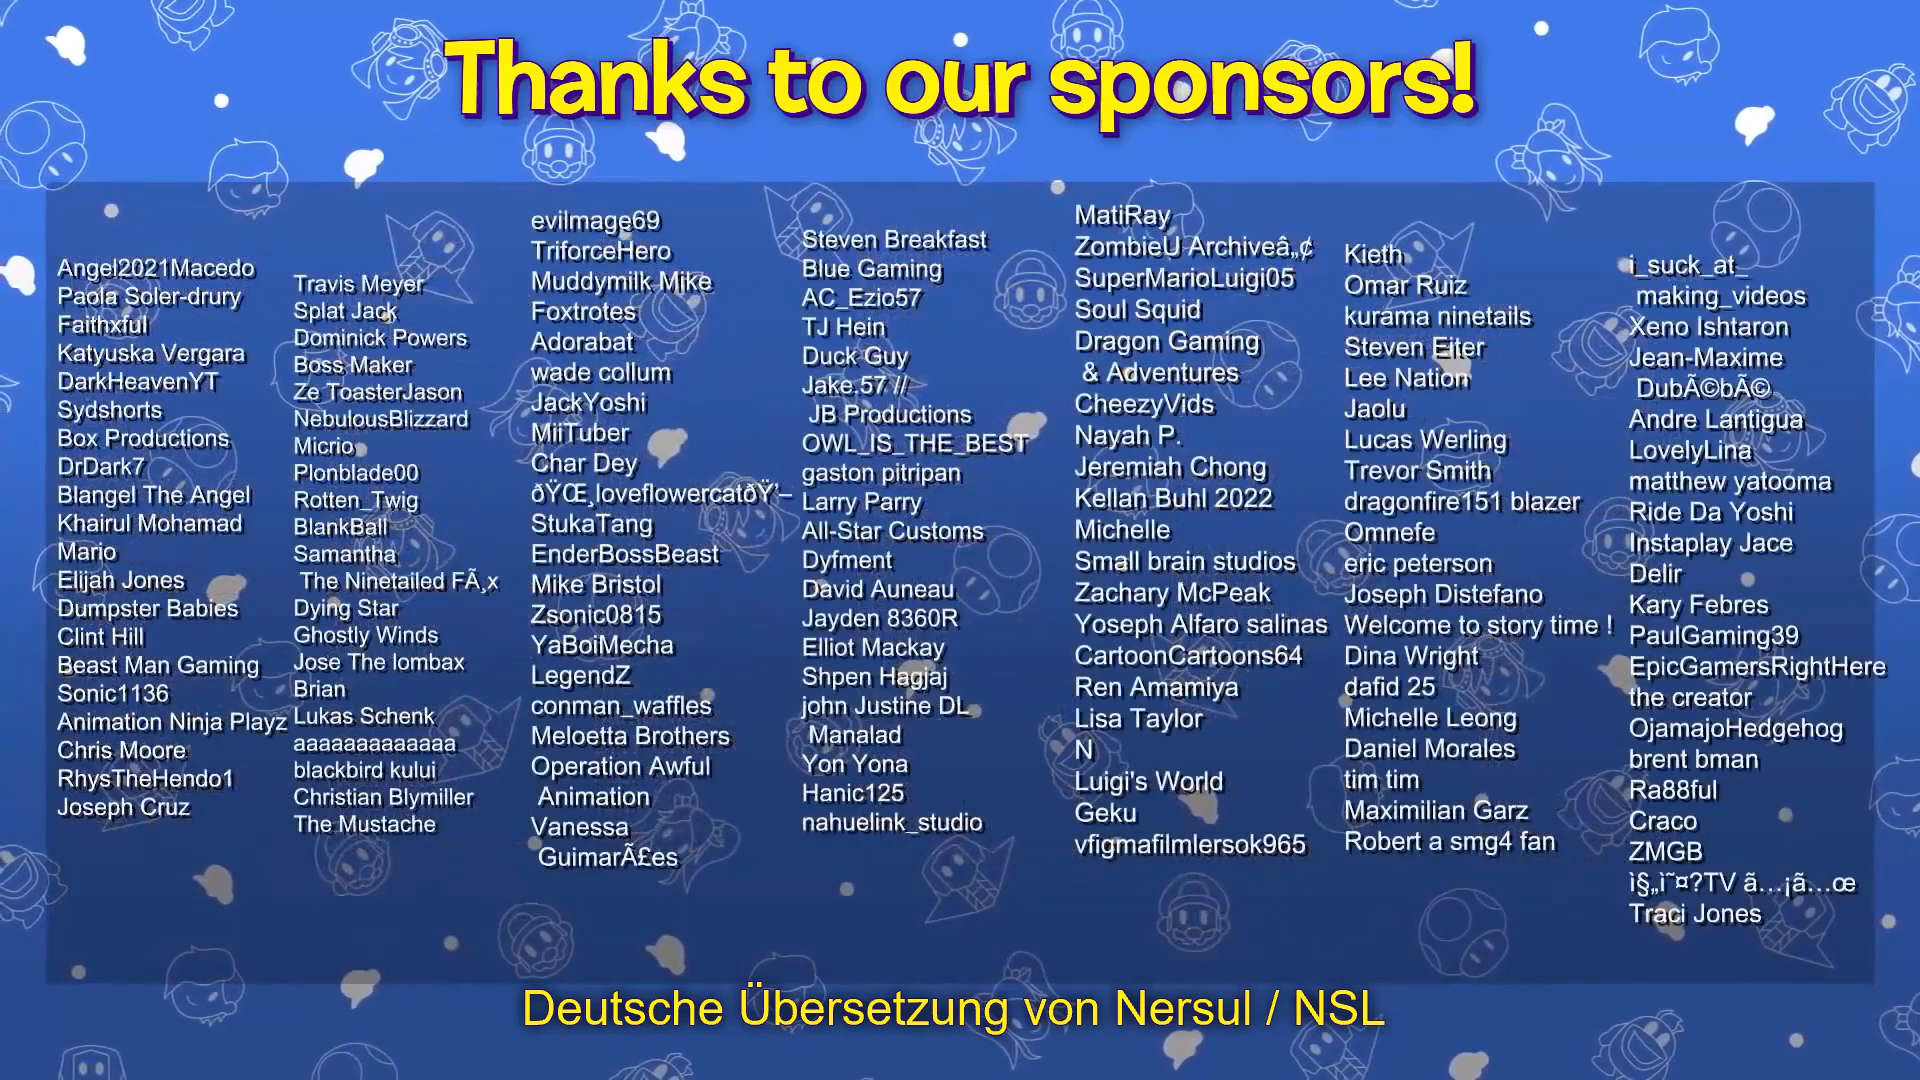 Thanks to our sponsors!
Angel2021Macedo
Paola Soler-drury
Faithxful
Katyuska Vergara
DarkHeavenYT
Sydshorts
Box Productions
DrDark7
Blangel The Angel
Khairul Mohamad
Mario
Elijah Jones
Dumpster Babies
Clint Hill
Beast Man Gaming
Sonic1136
Animation Ninja Playz
Chris Moore
RhysTheHendo1
Joseph Cruz
Travis Meyer
Splat Jack
Dominick Powers
Boss Maker
Ze ToasterJason
NebulousBlizzard
Micrio
Plonblade00
Rotten_Twig
BlankBall
Samantha
The Ninetailed FÃ¸x
Dying Star
Ghostly Winds
Jose The lombax
Brian
Lukas Schenk
aaaaaaaaaaaaa
blackbird kului
Christian Blymiller
The Mustache
evilmage69
TriforceHero
Muddymilk Mike
Foxtrotes
Adorabat
wade collum
JackYoshi
MiiTuber
Char Dey
ðŸŒ¸loveflowercatðŸ’–
StukaTang
EnderBossBeast
Mike Bristol
Zsonic0815
YaBoiMecha
LegendZ
conman_waffles
Meloetta Brothers
Operation Awful
Animation
Vanessa
GuimarÃ£es
Steven Breakfast
Blue Gaming
AC_Ezio57
TJ Hein
Duck Guy
Jake.57 //
JB Productions
OWL_IS_THE_BEST
gaston pitripan
Larry Parry
All-Star Customs
Dyfment
David Auneau
Jayden 8360R
Elliot Mackay
Shpen Hagjaj
john Justine DL
Manalad
Yon Yona
Hanic125
nahuelink_studio
MatiRay
ZombieU Archiveâ„¢
SuperMarioLuigi05
Soul Squid
Dragon Gaming
& Adventures
CheezyVids
Nayah P.
Jeremiah Chong
Kellan Buhl 2022
Michelle
Small brain studios
Zachary McPeak
Yoseph Alfaro salinas
CartoonCartoons64
Ren Amamiya
Lisa Taylor
N
Luigi's World
Geku
vfigmafilmlersok965
Kieth
Omar Ruiz
kurama ninetails
Steven Eiter
Lee Nation
Jaolu
Lucas Werling
Trevor Smith
dragonfire151 blazer
Omnefe
eric peterson
Joseph Distefano
Welcome to story time !
Dina Wright
dafid 25
Michelle Leong
Daniel Morales
tim tim
Maximilian Garz
Robert a smg4 fan
i_suck_at_
making_videos
Xeno Ishtaron
Jean-Maxime
DubÃ©bÃ©
Andre Lantigua
LovelyLina
matthew yatooma
Ride Da Yoshi
Instaplay Jace
Delir
Kary Febres
PaulGaming39
EpicGamersRightHere
the creator
OjamajoHedgehog
brent bman
Ra88ful
Craco
ZMGB
ì§„ì˜¤?TV ã…¡ã…œ
Traci Jones
Deutsche Übersetzung von Nersul / NSL